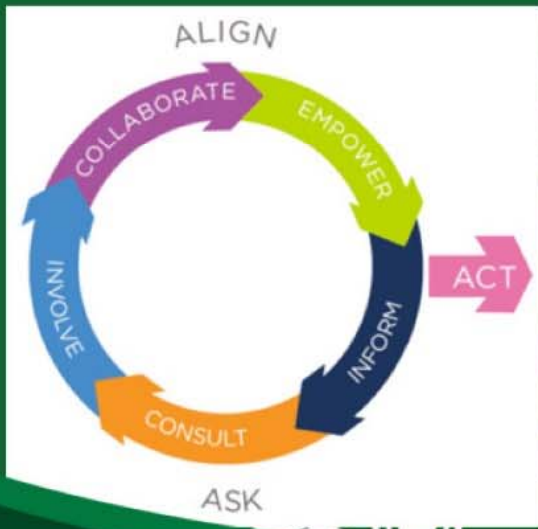 ALIGN
COLLABORATE
EMPOWER
ACT
INFORM
INVOLVE
CONSULT
ASK